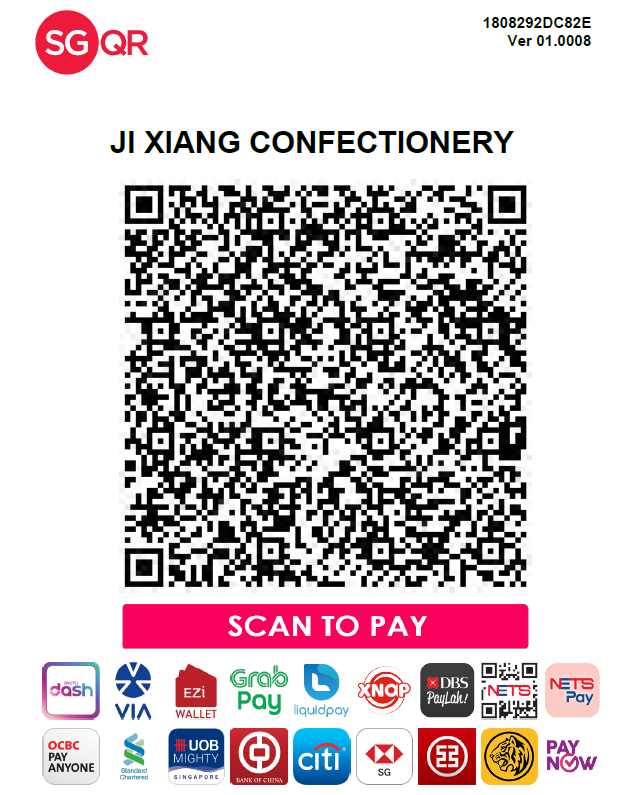 SG QR
1808292DC82E
Ver 01.0008
JI XIANG CONFECTIONERY
SCAN TO PAY
dash
VIA
EZi
WALLET
Grab
Pay
liquidpay
XNAP
DBS
PayLah!
NETS
NETS
Pay
OCBC
PAY
ANYONE
Standard
Chartered
UOB
MIGHTY
SINGAPORE
BANK OF CHINA
citi
SG
PAY
NOW